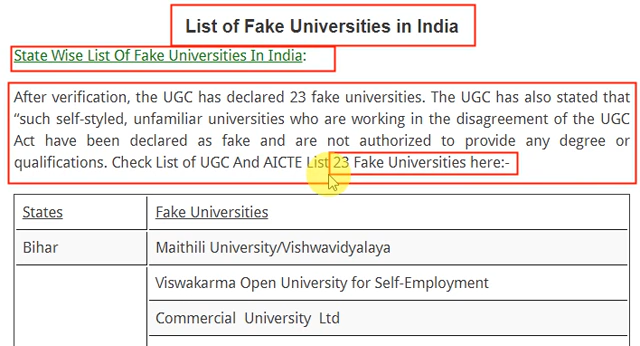 List of Fake Universities in India
State Wise List Of Fake Universities In India:
After verification, the UGC has declared 23 fake universities. The UGC has also stated that
“such self-styled, unfamiliar universities who are working in the disagreement of the UGC
Act have been declared as fake and are not authorized to provide any degree or
qualifications. Check List of UGC And AICTE List 23 Fake Universities here:-
States Fake Universities
Bihar Maithili University/Vishwavidyalaya
Viswakarma Open University for Self-Employment
Commercial University Ltd